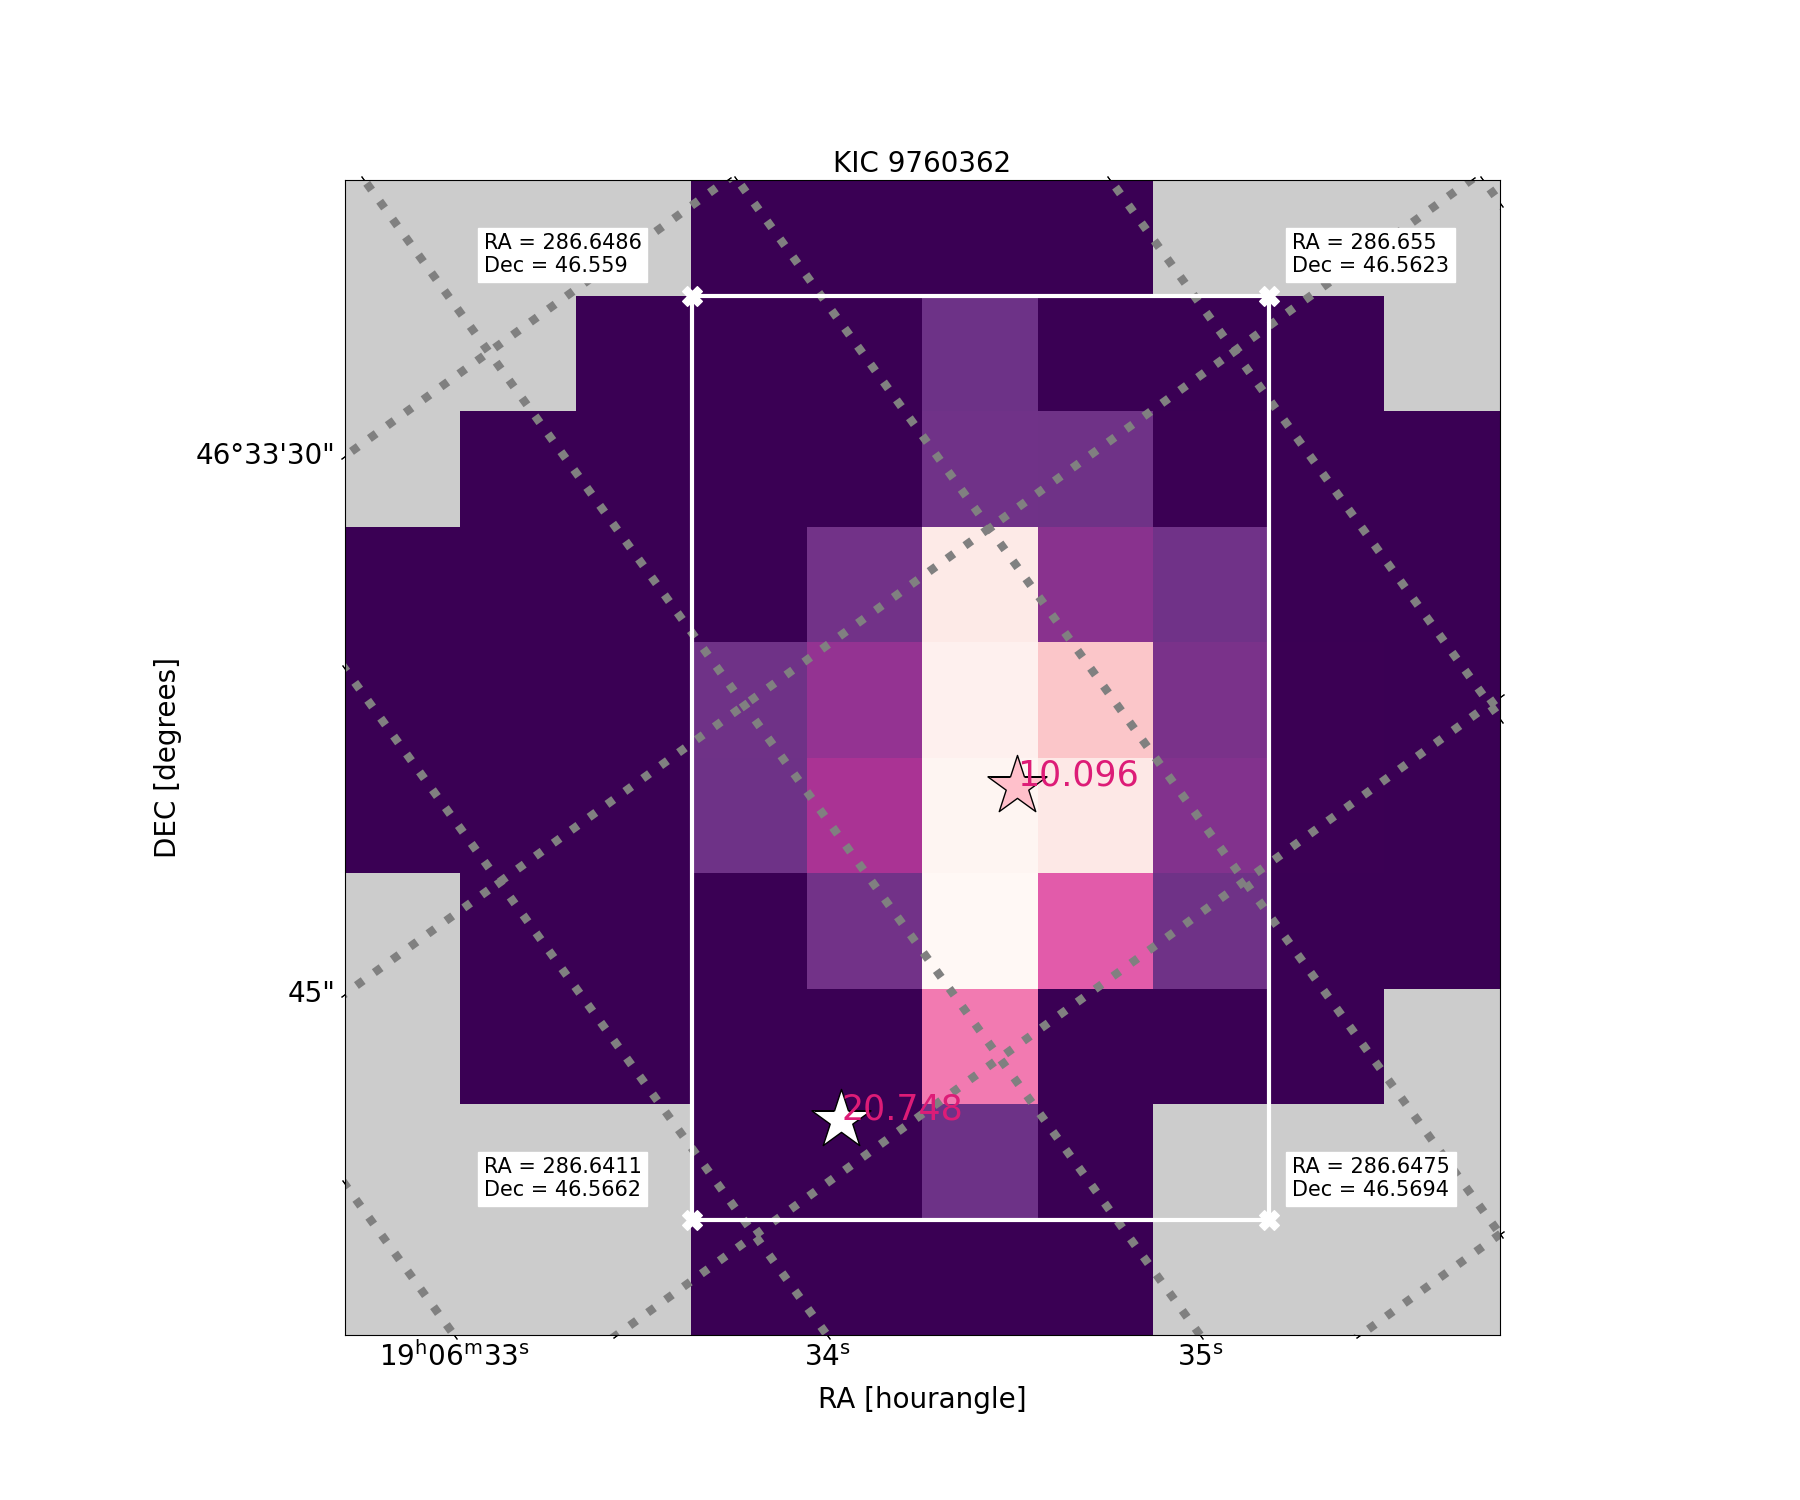 KIC 9760362
RA = 286.6486
Dec = 46.559
RA = 286.655
Dec = 46.5623
46°33'30"
10.096
DEC [degrees]
45"
20.748
RA = 286.6411
Dec = 46.5662
RA = 286.6475
Dec = 46.5694
19ʰ06ᵐ33ˢ
34ˢ
35ˢ
RA [hourangle]